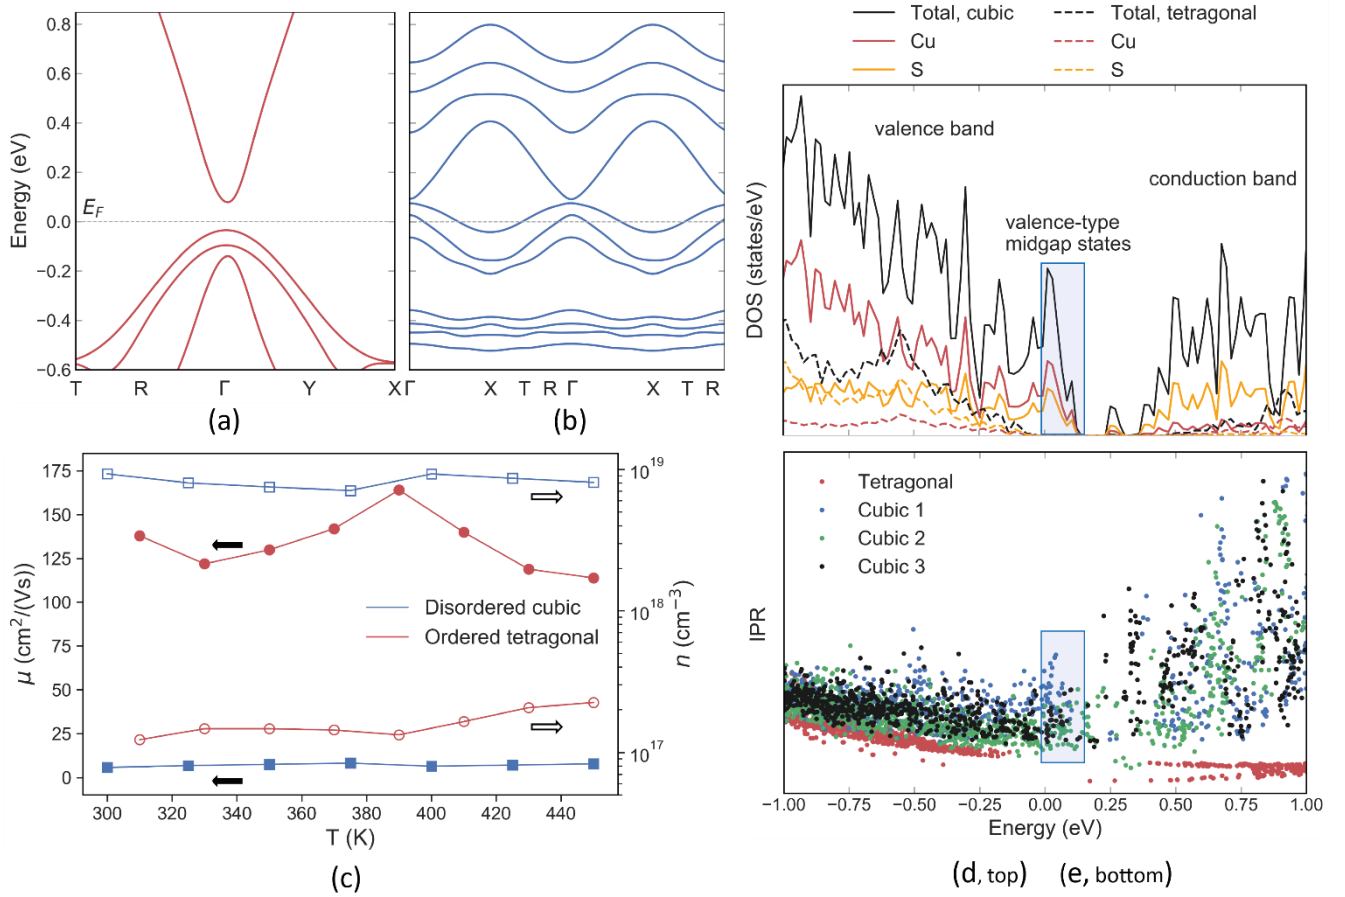 0.8
0.6
0.4
0.2
0.0
−0.2
−0.4
−0.6
Energy (eV)
E_F
T R Γ Y X
Γ X T R Γ X T R
(a) (b)
Total, cubic
Cu
S
Total, tetragonal
Cu
S
DOS (states/eV)
valence band
conduction band
valence-type
midgap states
175
150
125
100
75
50
25
0
μ (cm²/(Vs))
10¹⁹
10¹⁸
10¹⁷
n (cm⁻³)
Disordered cubic
Ordered tetragonal
300 320 340 360 380 400 420 440
T (K)
(c)
Tetragonal
Cubic 1
Cubic 2
Cubic 3
IPR
−1.00 −0.75 −0.50 −0.25 0.00 0.25 0.50 0.75 1.00
Energy (eV)
(d, top) (e, bottom)